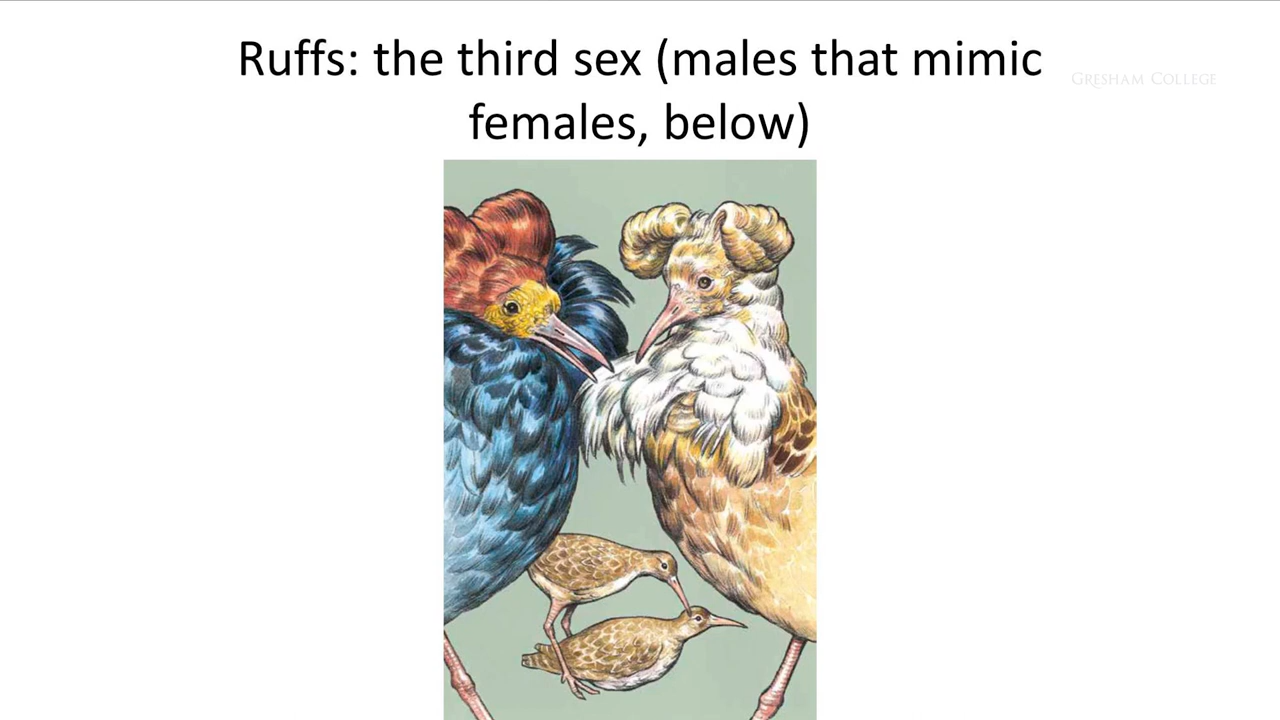 Ruffs: the third sex (males that mimic
females, below)
GRESHAM COLLEGE